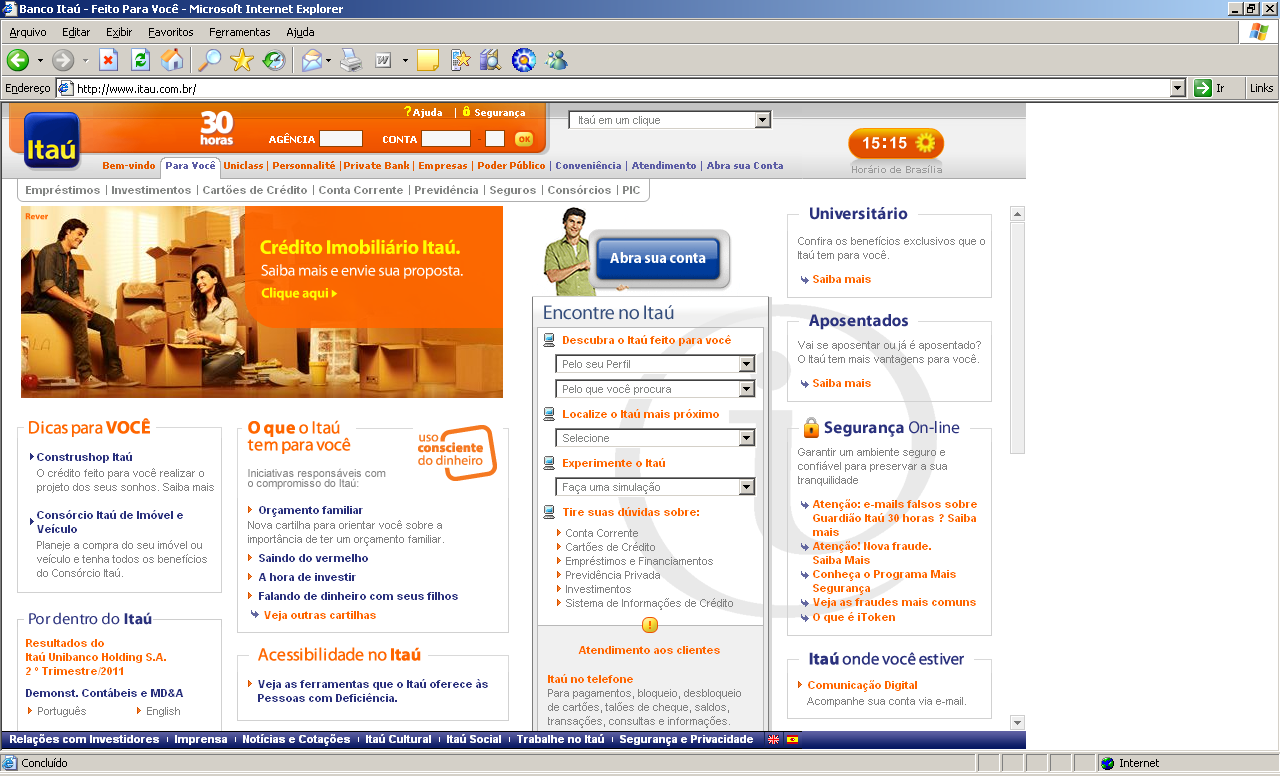 Banco Itaú - Feito Para Você - Microsoft Internet Explorer
Arquivo Editar Exibir Favoritos Ferramentas Ajuda
Endereço http://www.itau.com.br/ Ir Links
Itaú
30 horas
? Ajuda | Segurança
AGÊNCIA CONTA - OK
Itaú em um clique
15:15
Horário de Brasília
Bem-vindo Para Você Uniclass | Personnalité | Private Bank | Empresas | Poder Público | Conveniência | Atendimento | Abra sua Conta
Empréstimos | Investimentos | Cartões de Crédito | Conta Corrente | Previdência | Seguros | Consórcios | PIC
Rever
Crédito Imobiliário Itaú.
Saiba mais e envie sua proposta.
Clique aqui
Dicas para VOCÊ
Construshop Itaú
O crédito feito para você realizar o
projeto dos seus sonhos. Saiba mais
Consórcio Itaú de Imóvel e
Veículo
Planeje a compra do seu imóvel ou
veículo e tenha todos os benefícios
do Consórcio Itaú.
Por dentro do Itaú
Resultados do
Itaú Unibanco Holding S.A.
2 º Trimestre/2011
Demonst. Contábeis e MD&A
Português English
O que o Itaú
tem para você
uso
consciente
do dinheiro
Iniciativas responsáveis com
o compromisso do Itaú:
Orçamento familiar
Nova cartilha para orientar você sobre a
importância de ter um orçamento familiar.
Saindo do vermelho
A hora de investir
Falando de dinheiro com seus filhos
Veja outras cartilhas
Acessibilidade no Itaú
Veja as ferramentas que o Itaú oferece às
Pessoas com Deficiência.
Abra sua conta
Encontre no Itaú
Descubra o Itaú feito para você
Pelo seu Perfil
Pelo que você procura
Localize o Itaú mais próximo
Selecione
Experimente o Itaú
Faça uma simulação
Tire suas dúvidas sobre:
Conta Corrente
Cartões de Crédito
Empréstimos e Financiamentos
Previdência Privada
Investimentos
Sistema de Informações de Crédito
!
Atendimento aos clientes
Itaú no telefone
Para pagamentos, bloqueio, desbloqueio
de cartões, talões de cheque, saldos,
transações, consultas e informações.
Universitário
Confira os benefícios exclusivos que o
Itaú tem para você.
Saiba mais
Aposentados
Vai se aposentar ou já é aposentado?
O Itaú tem mais vantagens para você.
Saiba mais
Segurança On-line
Garantir um ambiente seguro e
confiável para preservar a sua
tranquilidade
Atenção: e-mails falsos sobre
Guardião Itaú 30 horas ? Saiba
mais
Atenção! Nova fraude.
Saiba Mais
Conheça o Programa Mais
Segurança
Veja as fraudes mais comuns
O que é iToken
Itaú onde você estiver
Comunicação Digital
Acompanhe sua conta via e-mail.
Relações com Investidores Imprensa Notícias e Cotações Itaú Cultural Itaú Social Trabalhe no Itaú Segurança e Privacidade
Concluído Internet